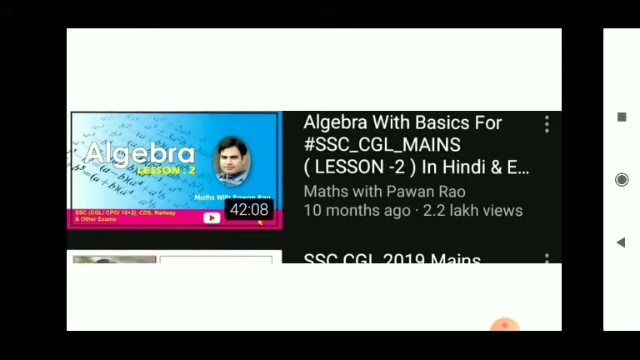 Algebra
LESSON : 2
Maths With Pawan Rao
SSC (CGL/ CPO/ 10+2), CDS, Railway
& Other Exams
42:08
Algebra With Basics For
#SSC_CGL_MAINS
( LESSON -2 ) In Hindi & E...
Maths with Pawan Rao
10 months ago · 2.2 lakh views
SSC CGL 2019 Mains